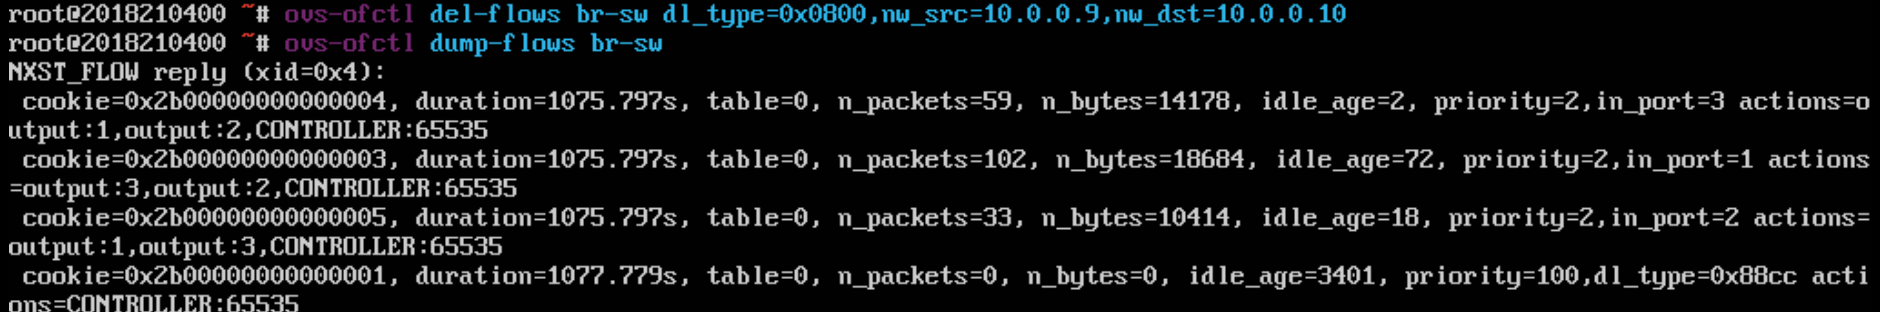 root@2018210400 ~# ovs-ofctl del-flows br-sw dl_type=0x0800,nw_src=10.0.0.9,nw_dst=10.0.0.10
root@2018210400 ~# ovs-ofctl dump-flows br-sw
NXST_FLOW reply (xid=0x4):
 cookie=0x2b00000000000004, duration=1075.797s, table=0, n_packets=59, n_bytes=14178, idle_age=2, priority=2,in_port=3 actions=o
utput:1,output:2,CONTROLLER:65535
 cookie=0x2b00000000000003, duration=1075.797s, table=0, n_packets=102, n_bytes=18684, idle_age=72, priority=2,in_port=1 actions
=output:3,output:2,CONTROLLER:65535
 cookie=0x2b00000000000005, duration=1075.797s, table=0, n_packets=33, n_bytes=10414, idle_age=18, priority=2,in_port=2 actions=
output:1,output:3,CONTROLLER:65535
 cookie=0x2b00000000000001, duration=1077.779s, table=0, n_packets=0, n_bytes=0, idle_age=3401, priority=100,dl_type=0x88cc acti
ons=CONTROLLER:65535